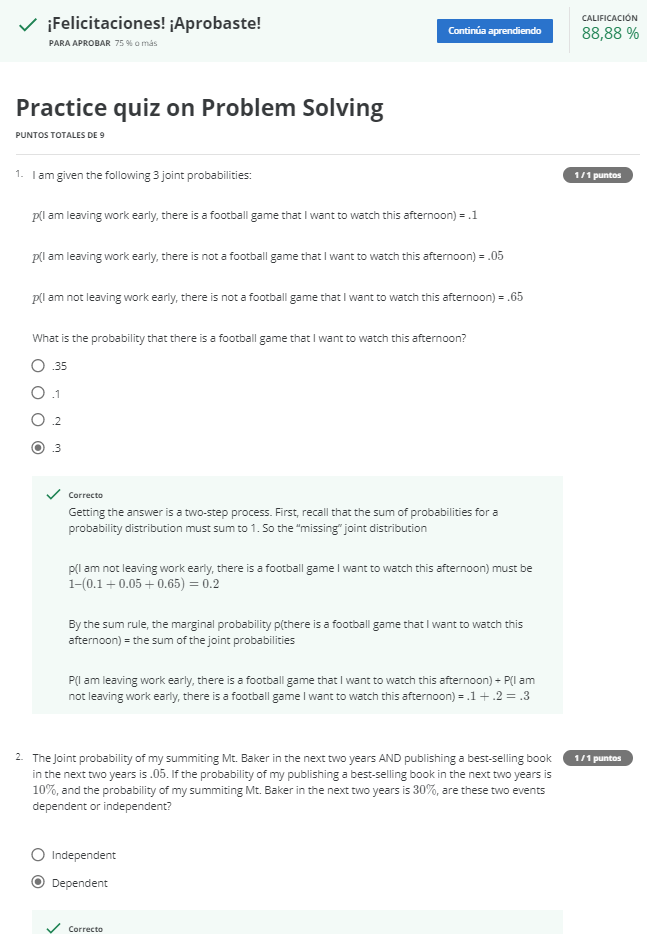 ¡Felicitaciones! ¡Aprobaste!
PARA APROBAR 75 % o más
Continúa aprendiendo
CALIFICACIÓN
88,88 %
Practice quiz on Problem Solving
PUNTOS TOTALES DE 9
1. I am given the following 3 joint probabilities:
1 / 1 puntos
p(I am leaving work early, there is a football game that I want to watch this afternoon) = .1
p(I am leaving work early, there is not a football game that I want to watch this afternoon) = .05
p(I am not leaving work early, there is not a football game that I want to watch this afternoon) = .65
What is the probability that there is a football game that I want to watch this afternoon?
.35
.1
.2
.3
Correcto
Getting the answer is a two-step process. First, recall that the sum of probabilities for a
probability distribution must sum to 1. So the “missing” joint distribution
p(I am not leaving work early, there is a football game I want to watch this afternoon) must be
1–(0.1 + 0.05 + 0.65) = 0.2
By the sum rule, the marginal probability p(there is a football game that I want to watch this
afternoon) = the sum of the joint probabilities
P(I am leaving work early, there is a football game that I want to watch this afternoon) + P(I am
not leaving work early, there is a football game I want to watch this afternoon) = .1 + .2 = .3
2. The Joint probability of my summiting Mt. Baker in the next two years AND publishing a best-selling book
1 / 1 puntos
in the next two years is .05. If the probability of my publishing a best-selling book in the next two years is
10%, and the probability of my summiting Mt. Baker in the next two years is 30%, are these two events
dependent or independent?
Independent
Dependent
Correcto